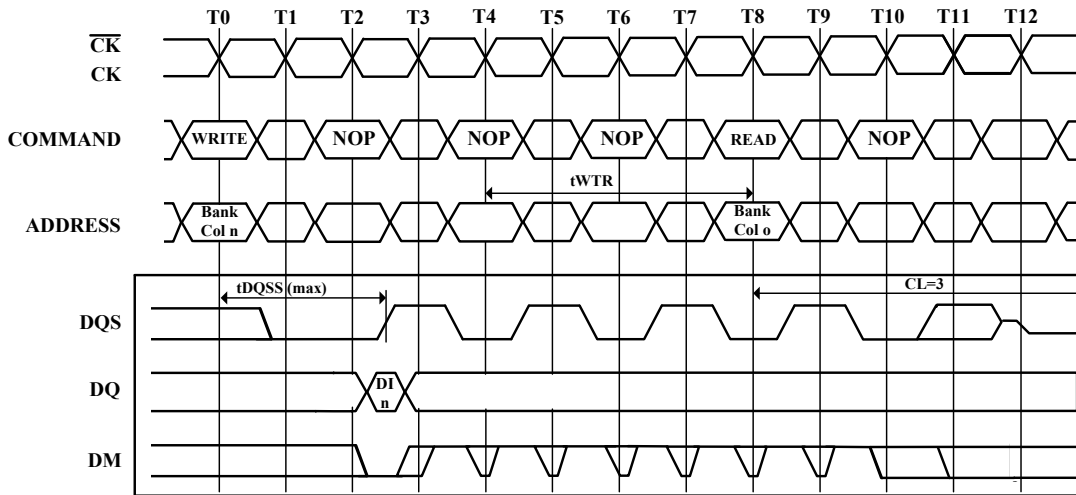 T0 T1 T2 T3 T4 T5 T6 T7 T8 T9 T10 T11 T12
CK
CK
COMMAND WRITE NOP NOP NOP READ NOP
tWTR
ADDRESS Bank Col n Bank Col o
tDQSS (max) CL=3
DQS
DQ DI n
DM